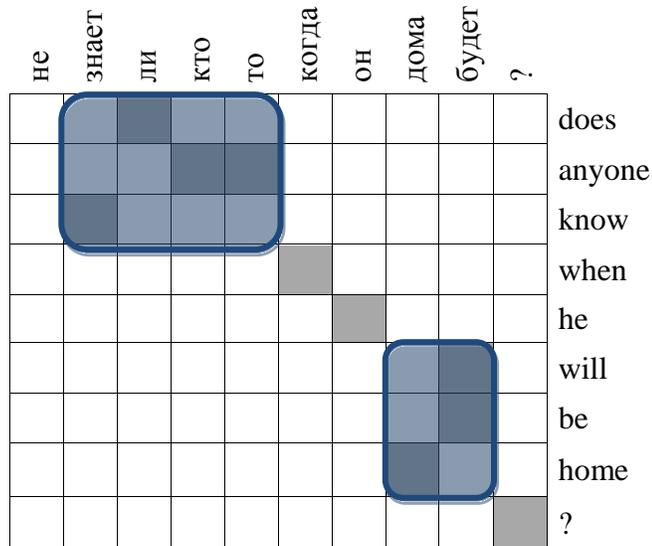 не знает ли кто то когда он дома будет ?
does
anyone
know
when
he
will
be
home
?